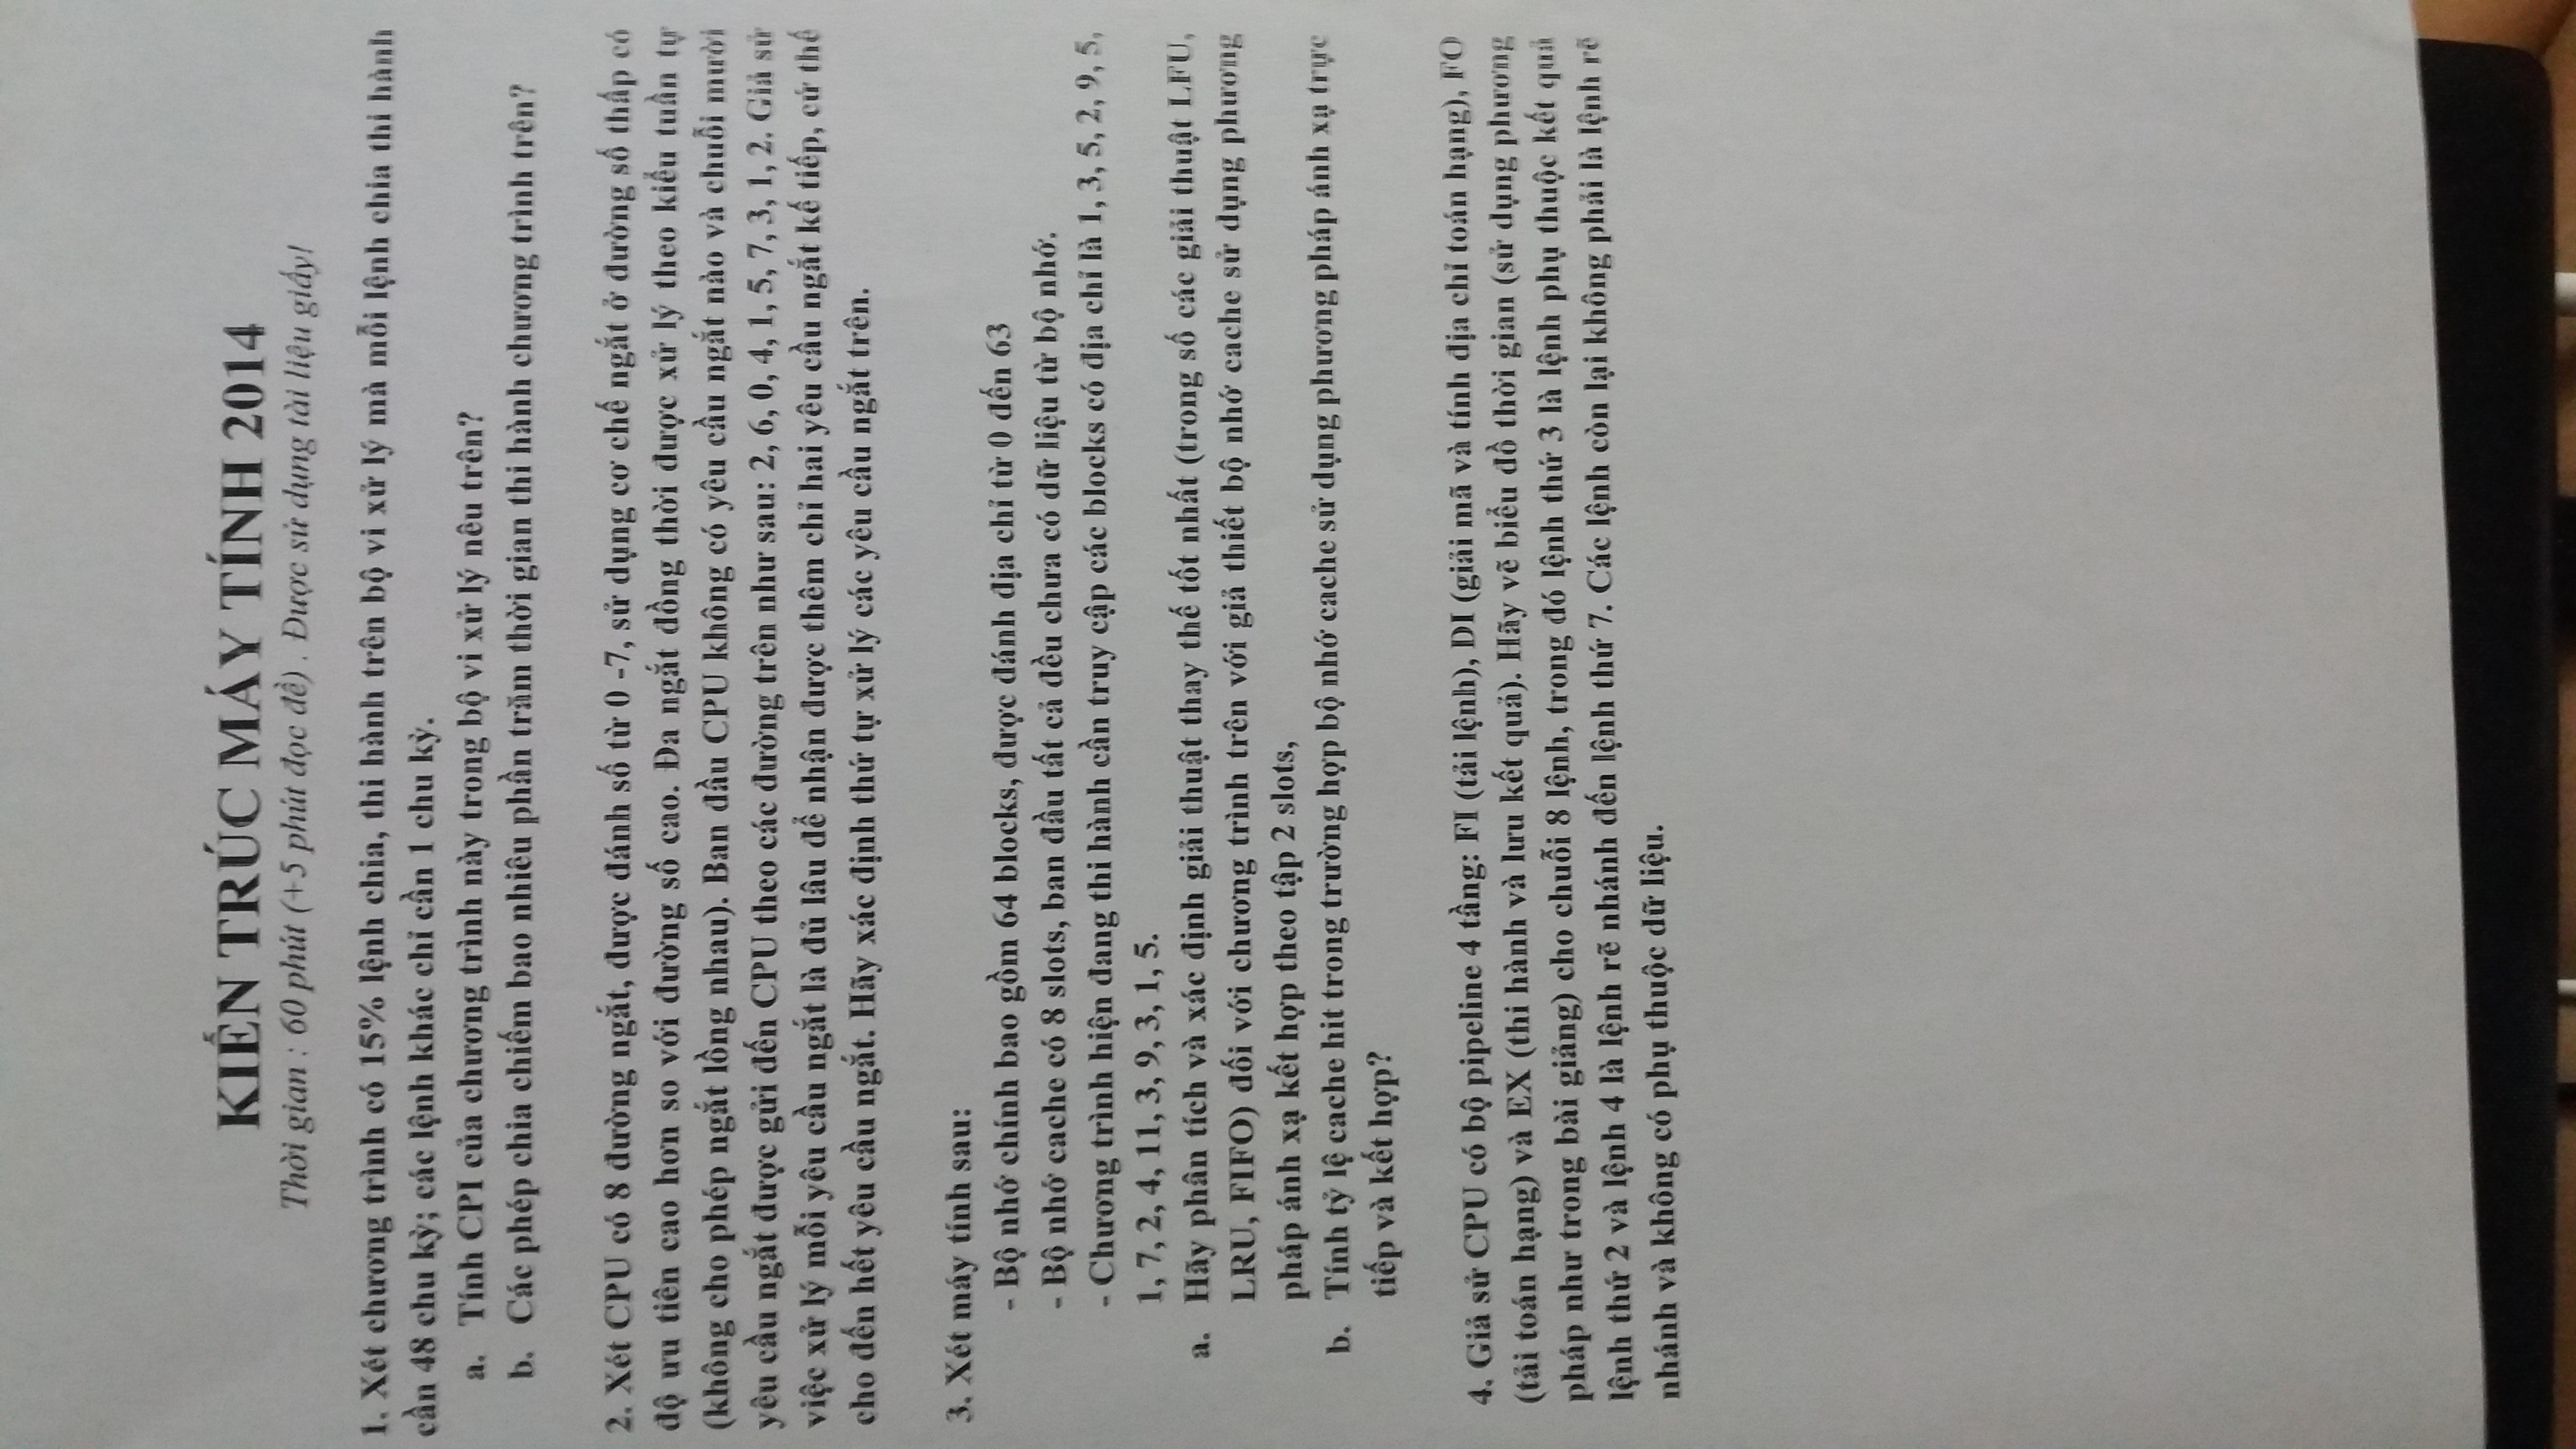 KIẾN TRÚC MÁY TÍNH 2014
Thời gian : 60 phút (+5 phút đọc đề) . Được sử dụng tài liệu giấy!
1. Xét chương trình có 15% lệnh chia, thi hành trên bộ vi xử lý mà mỗi lệnh chia thi hành
cần 48 chu kỳ; các lệnh khác chỉ cần 1 chu kỳ.
a. Tính CPI của chương trình này trong bộ vi xử lý nêu trên?
b. Các phép chia chiếm bao nhiêu phần trăm thời gian thi hành chương trình trên?
2. Xét CPU có 8 đường ngắt, được đánh số từ 0 -7, sử dụng cơ chế ngắt ở đường số thấp có
độ ưu tiên cao hơn so với đường số cao. Đa ngắt đồng thời được xử lý theo kiểu tuần tự
(không cho phép ngắt lồng nhau). Ban đầu CPU không có yêu cầu ngắt nào và chuỗi mười
yêu cầu ngắt được gửi đến CPU theo các đường trên như sau: 2, 6, 0, 4, 1, 5, 7, 3, 1, 2. Giả sử
việc xử lý mỗi yêu cầu ngắt là đủ lâu để nhận được thêm chỉ hai yêu cầu ngắt kế tiếp, cứ thế
cho đến hết yêu cầu ngắt. Hãy xác định thứ tự xử lý các yêu cầu ngắt trên.
3. Xét máy tính sau:
- Bộ nhớ chính bao gồm 64 blocks, được đánh địa chỉ từ 0 đến 63
- Bộ nhớ cache có 8 slots, ban đầu tất cả đều chưa có dữ liệu từ bộ nhớ.
- Chương trình hiện đang thi hành cần truy cập các blocks có địa chỉ là 1, 3, 5, 2, 9, 5,
1, 7, 2, 4, 11, 3, 9, 3, 1, 5.
a. Hãy phân tích và xác định giải thuật thay thế tốt nhất (trong số các giải thuật LFU,
LRU, FIFO) đối với chương trình trên với giả thiết bộ nhớ cache sử dụng phương
pháp ánh xạ kết hợp theo tập 2 slots,
b. Tính tỷ lệ cache hit trong trường hợp bộ nhớ cache sử dụng phương pháp ánh xạ trực
tiếp và kết hợp?
4. Giả sử CPU có bộ pipeline 4 tầng: FI (tải lệnh), DI (giải mã và tính địa chỉ toán hạng), FO
(tải toán hạng) và EX (thi hành và lưu kết quả). Hãy vẽ biểu đồ thời gian (sử dụng phương
pháp như trong bài giảng) cho chuỗi 8 lệnh, trong đó lệnh thứ 3 là lệnh phụ thuộc kết quả
lệnh thứ 2 và lệnh 4 là lệnh rẽ nhánh đến lệnh thứ 7. Các lệnh còn lại không phải là lệnh rẽ
nhánh và không có phụ thuộc dữ liệu.